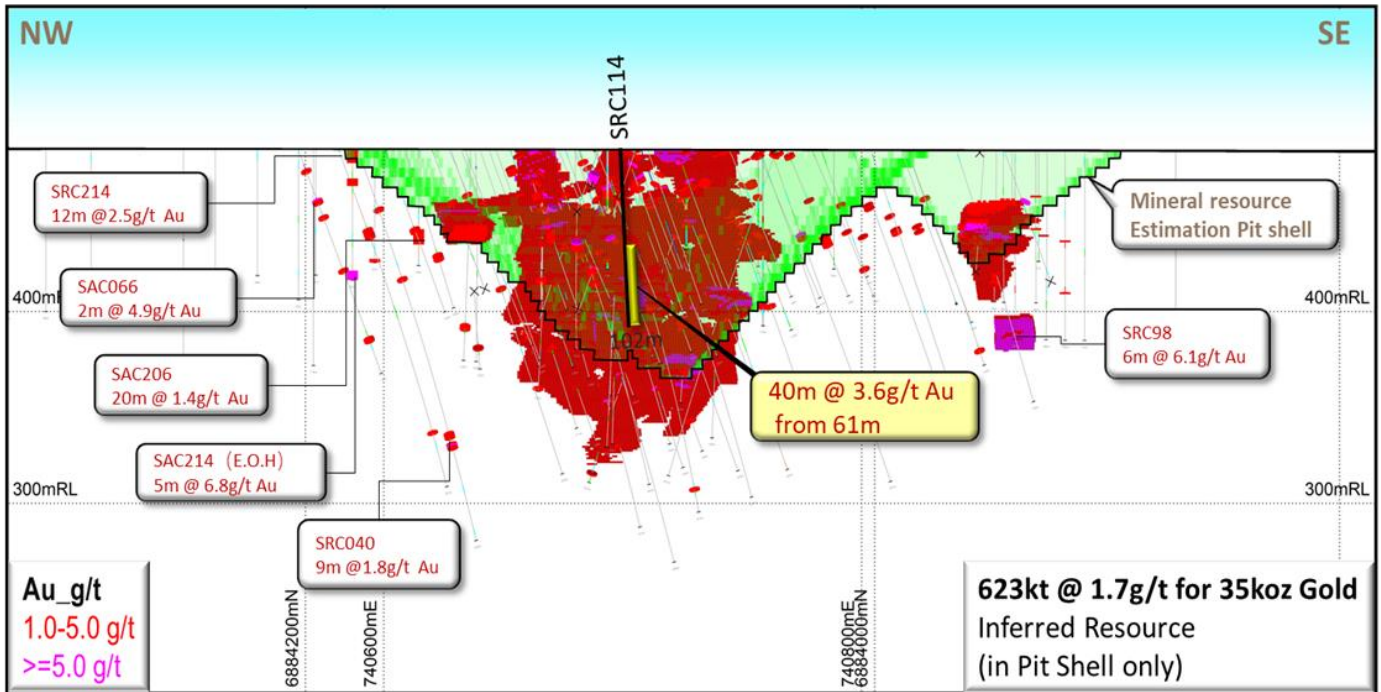 NW
SE
SRC114
SRC214
12m @2.5g/t Au
Mineral resource
Estimation Pit shell
SAC066
2m @ 4.9g/t Au
400mRL
400mRL
102m
SRC98
6m @ 6.1g/t Au
SAC206
20m @ 1.4g/t Au
40m @ 3.6g/t Au
from 61m
SAC214 (E.O.H)
5m @ 6.8g/t Au
300mRL
300mRL
SRC040
9m @1.8g/t Au
Au_g/t
1.0-5.0 g/t
>=5.0 g/t
6884200mN
740600mE
740800mE
6884000mN
623kt @ 1.7g/t for 35koz Gold
Inferred Resource
(in Pit Shell only)